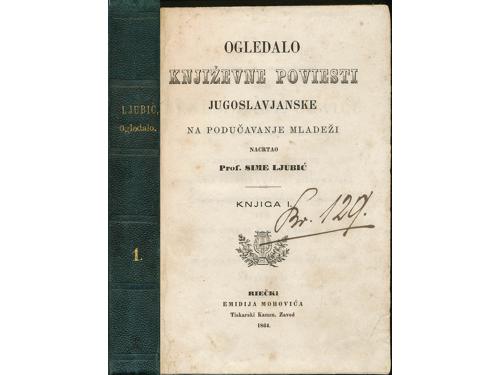 LJUBIĆ,
Ogledalo.
1.
OGLEDALO
KNJIŽEVNE POVIESTI
JUGOSLAVJANSKE
NA PODUČAVANJE MLADEŽI
NACRTAO
Prof. SIME LJUBIĆ
KNJIGA I.
Br. 129.
RIEČKI
EMIDIJA MOHOVIĆA
Tiskarski Kamen. Zavod
1864.